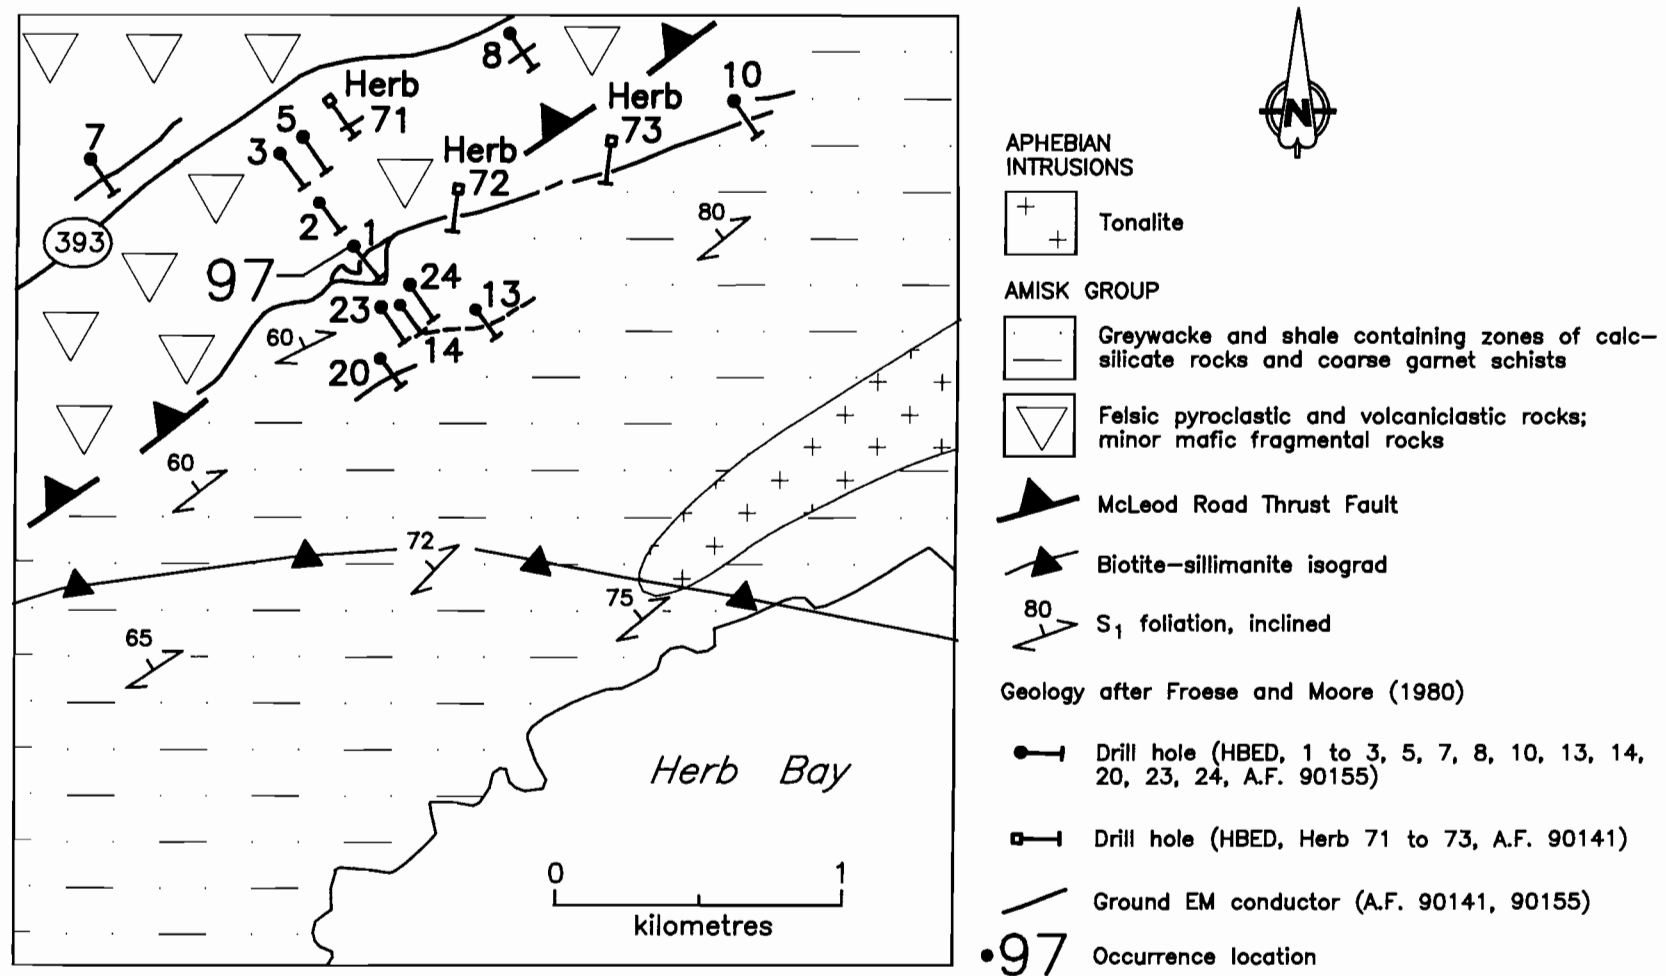 8
Herb
71
5
3
7
Herb
73
10
Herb
72
2
1
393
97
24
23
13
14
20
60
80
60
72
75
65
Herb Bay
0 1
kilometres
N
APHEBIAN
INTRUSIONS
Tonalite
AMISK GROUP
Greywacke and shale containing zones of calc-
silicate rocks and coarse garnet schists
Felsic pyroclastic and volcaniclastic rocks;
minor mafic fragmental rocks
McLeod Road Thrust Fault
Biotite-sillimanite isograd
80
S₁ foliation, inclined
Geology after Froese and Moore (1980)
Drill hole (HBED, 1 to 3, 5, 7, 8, 10, 13, 14,
20, 23, 24, A.F. 90155)
Drill hole (HBED, Herb 71 to 73, A.F. 90141)
Ground EM conductor (A.F. 90141, 90155)
•97 Occurrence location